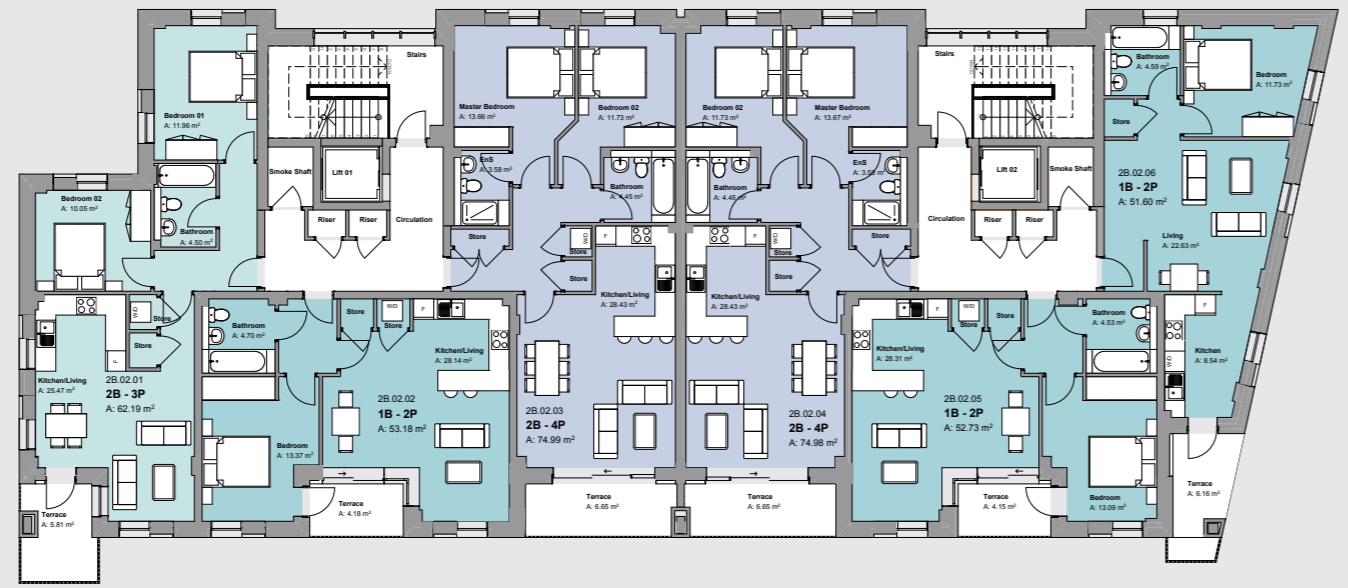 Bedroom 01
A: 11.96 m²
Bedroom 02
A: 10.05 m²
Bathroom
A: 4.50 m²
W/D
Store
Store
F
Kitchen/Living
A: 25.47 m²
2B.02.01
2B - 3P
A: 62.19 m²
Terrace
A: 5.81 m²
Stairs
Smoke Shaft
Lift 01
Riser
Riser
Circulation
Bathroom
A: 4.70 m²
Store
W/D
Store
F
Kitchen/Living
A: 28.14 m²
2B.02.02
1B - 2P
A: 53.18 m²
Bedroom
A: 13.37 m²
Terrace
A: 4.18 m²
Master Bedroom
A: 13.66 m²
Bedroom 02
A: 11.73 m²
EnS
A: 3.58 m²
Bathroom
A: 4.45 m²
Store
W/D
Store
Store
F
Kitchen/Living
A: 28.43 m²
2B.02.03
2B - 4P
A: 74.99 m²
Terrace
A: 6.65 m²
Bedroom 02
A: 11.73 m²
Master Bedroom
A: 13.67 m²
EnS
A: 3.58
Bathroom
A: 4.45 m²
Store
W/D
Store
Store
F
Kitchen/Living
A: 28.43 m²
2B.02.04
2B - 4P
A: 74.98 m²
Terrace
A: 6.65 m²
Stairs
Circulation
Lift 02
Smoke Shaft
Riser
Riser
F
W/D
Store
Store
Kitchen/Living
A: 28.31 m²
2B.02.05
1B - 2P
A: 52.73 m²
Bathroom
A: 4.53 m²
Bedroom
A: 13.09 m²
Terrace
A: 4.15 m²
Bathroom
A: 4.59 m²
Bedroom
A: 11.73 m²
Store
2B.02.06
1B - 2P
A: 51.60 m²
Living
A: 22.63 m²
F
W/D
Kitchen
A: 8.54 m²
Terrace
A: 6.16 m²